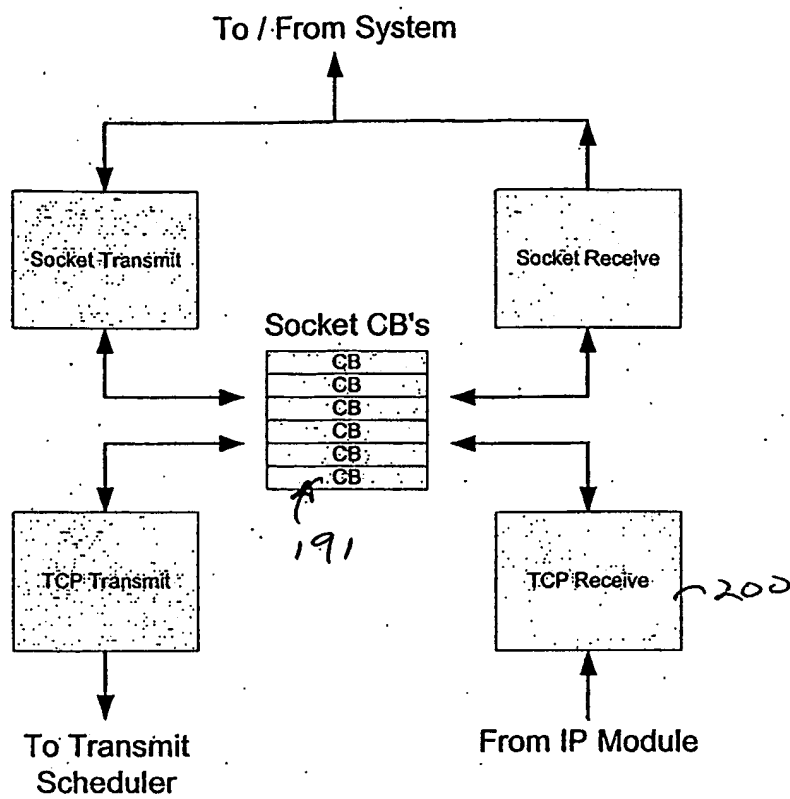 To / From System
Socket Transmit
Socket Receive
Socket CB's
CB
CB
CB
CB
CB
CB
191
TCP Transmit
TCP Receive
200
To Transmit
Scheduler
From IP Module